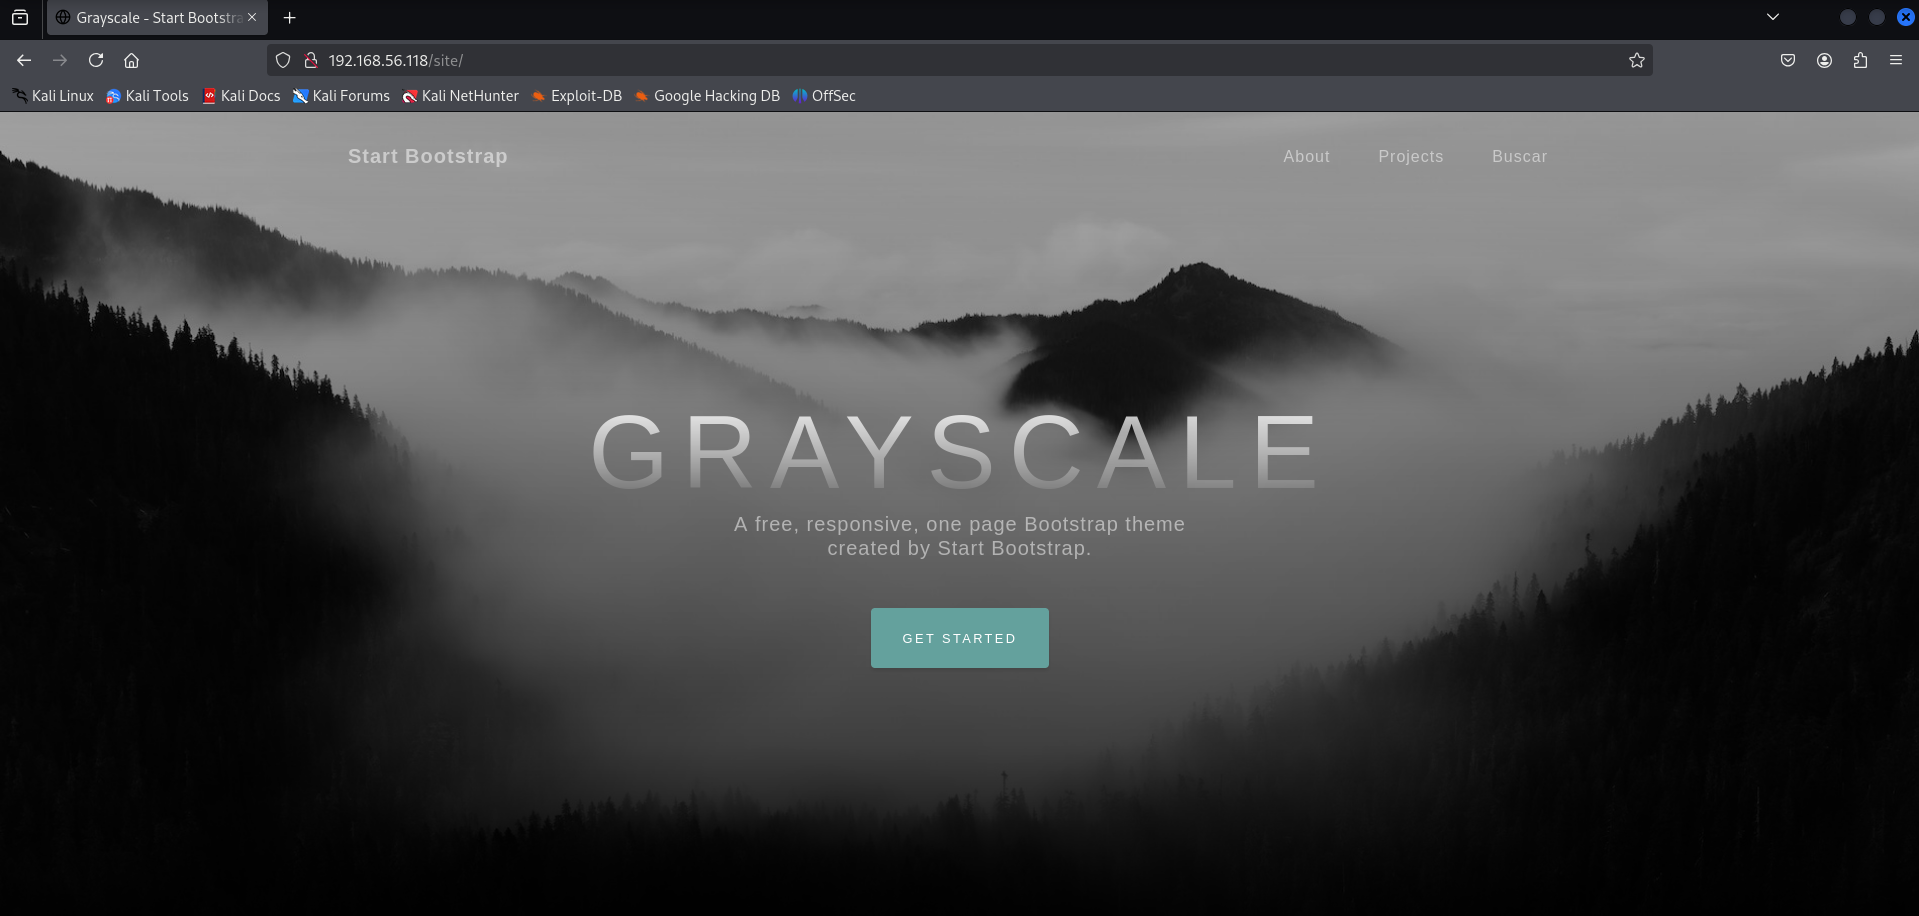 Grayscale - Start Bootstra
192.168.56.118/site/
Kali Linux Kali Tools Kali Docs Kali Forums Kali NetHunter Exploit-DB Google Hacking DB OffSec
Start Bootstrap About Projects Buscar
GRAYSCALE
A free, responsive, one page Bootstrap theme
created by Start Bootstrap.
GET STARTED